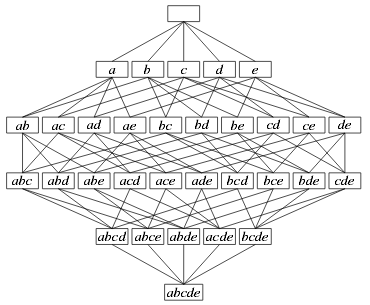 a b c d e
ab ac ad ae bc bd be cd ce de
abc abd abe acd ace ade bcd bce bde cde
abcd abce abde acde bcde
abcde